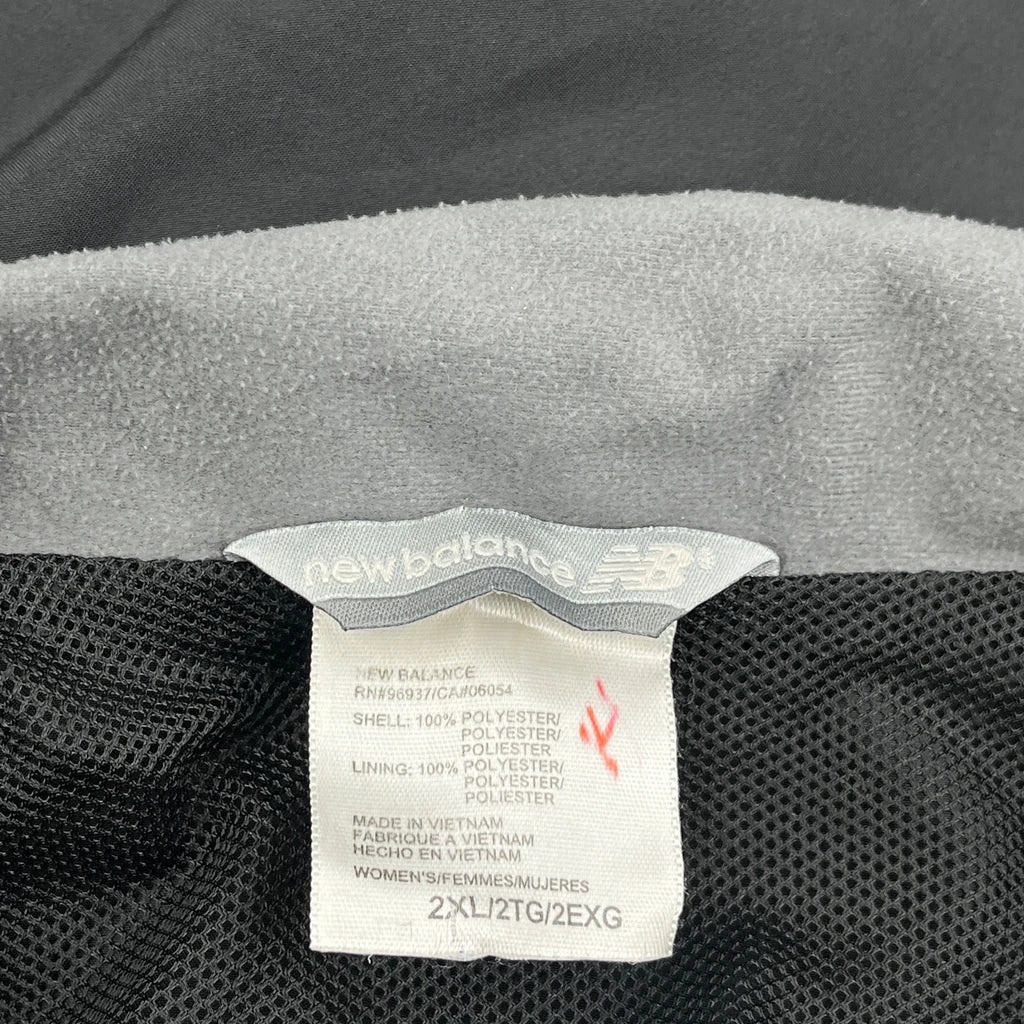 new balance NB
NEW BALANCE
RN#96937/CA#06054
SHELL: 100% POLYESTER/
POLYESTER/
POLIESTER
LINING: 100% POLYESTER/
POLYESTER/
POLIESTER
MADE IN VIETNAM
FABRIQUE A VIETNAM
HECHO EN VIETNAM
WOMEN'S/FEMMES/MUJERES
2XL/2TG/2EXG